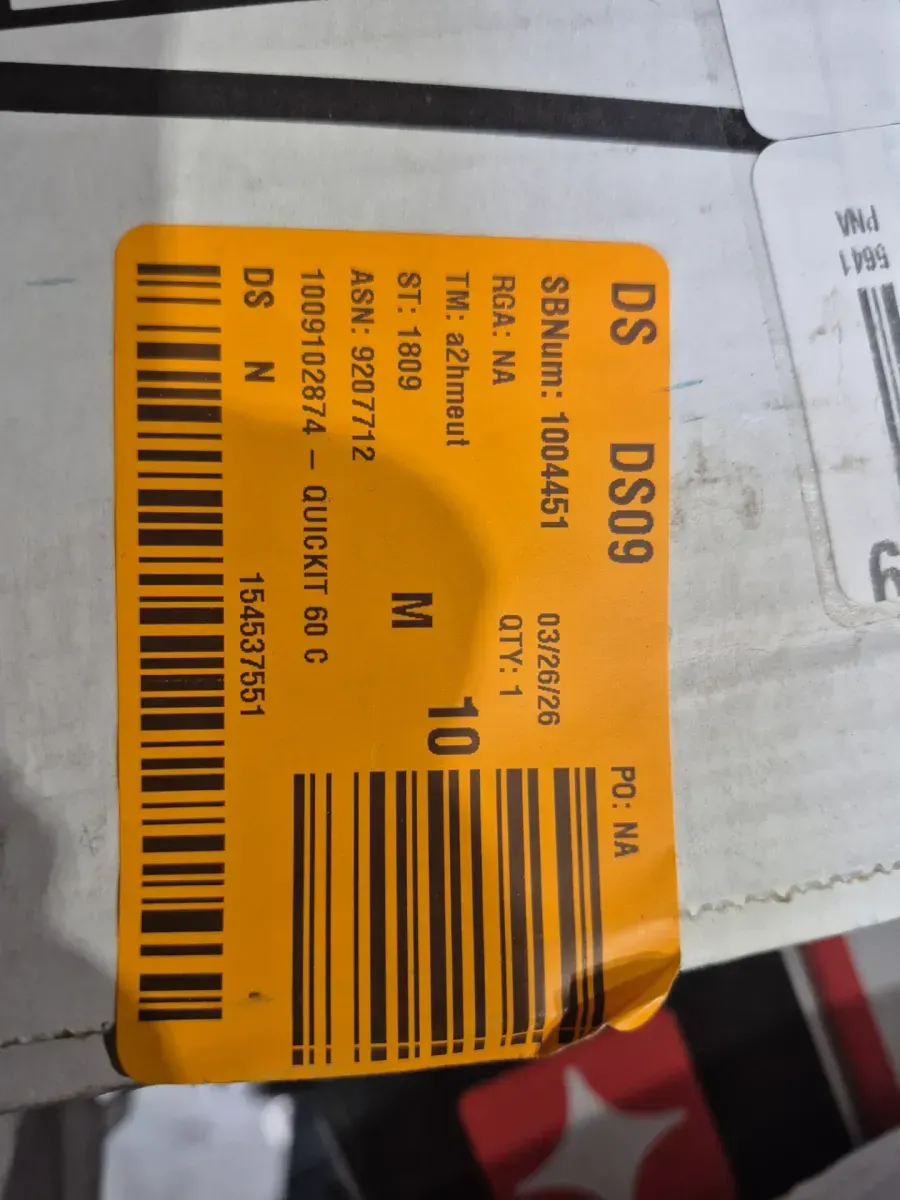 DS DS09
PO: NA
SBNum: 1004451 03/26/26
RGA: NA QTY: 1
TM: a2hmeut
10
ST: 1809 M
ASN: 9207712
1009102874 – QUICKIT 60 C
DS N 154537551
5641
PNA